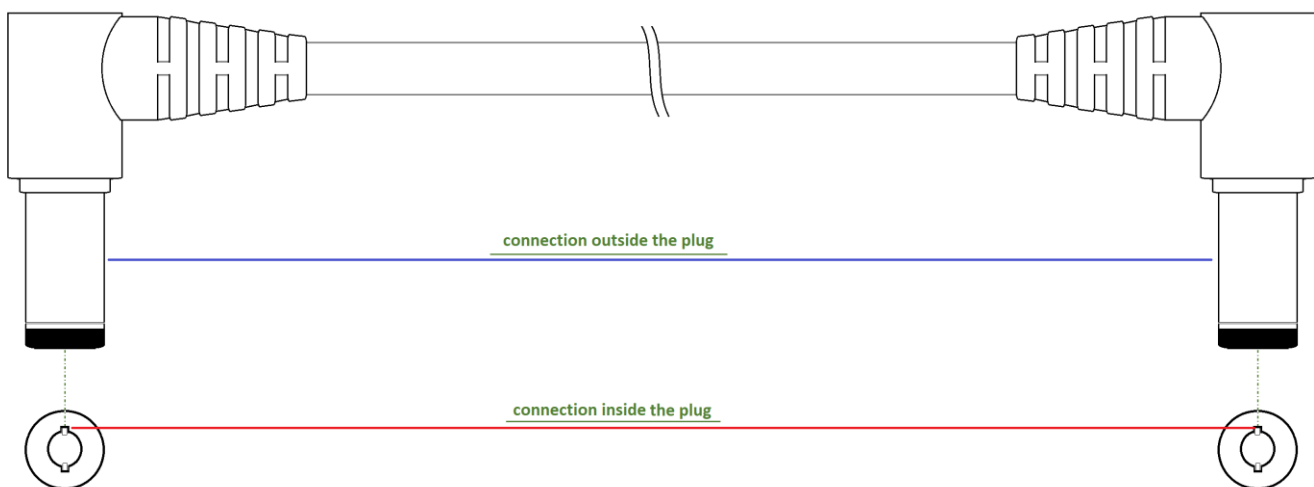 connection outside the plug
connection inside the plug